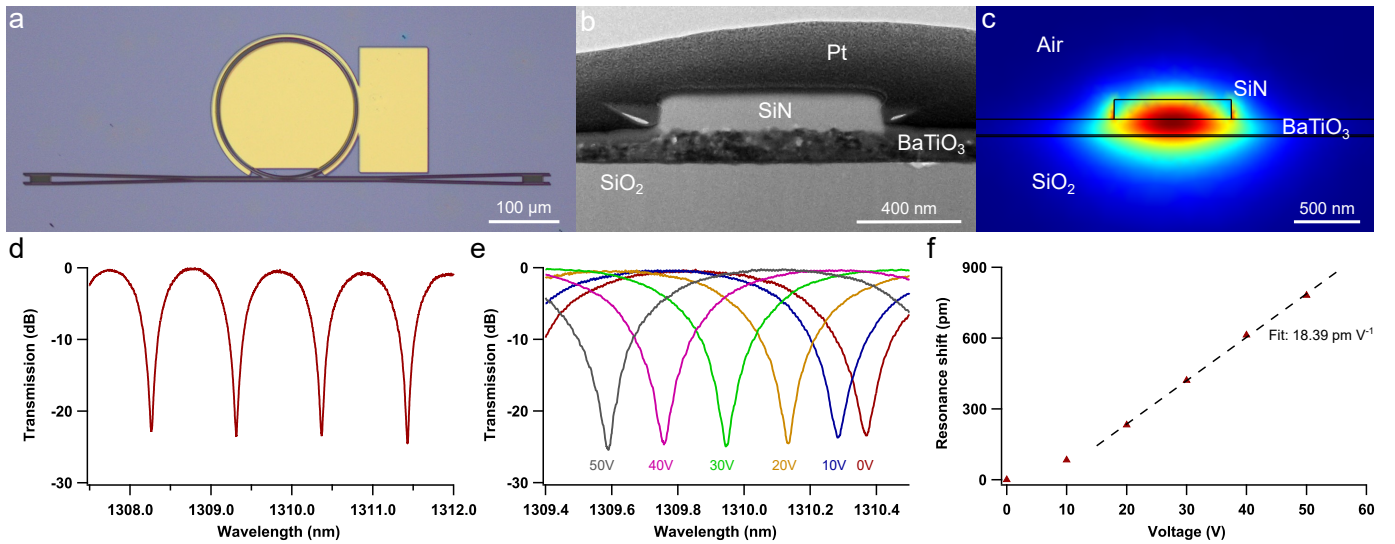 a
100 μm
b
Pt
SiN
BaTiO3
SiO2
400 nm
c
Air
SiN
BaTiO3
SiO2
500 nm
d
Transmission (dB)
0
-10
-20
-30
1308.0 1309.0 1310.0 1311.0 1312.0
Wavelength (nm)
e
Transmission (dB)
0
-10
-20
-30
50V 40V 30V 20V 10V 0V
1309.4 1309.6 1309.8 1310.0 1310.2 1310.4
Wavelength (nm)
f
Resonance shift (pm)
900
600
300
0
Fit: 18.39 pm V-1
0 10 20 30 40 50 60
Voltage (V)